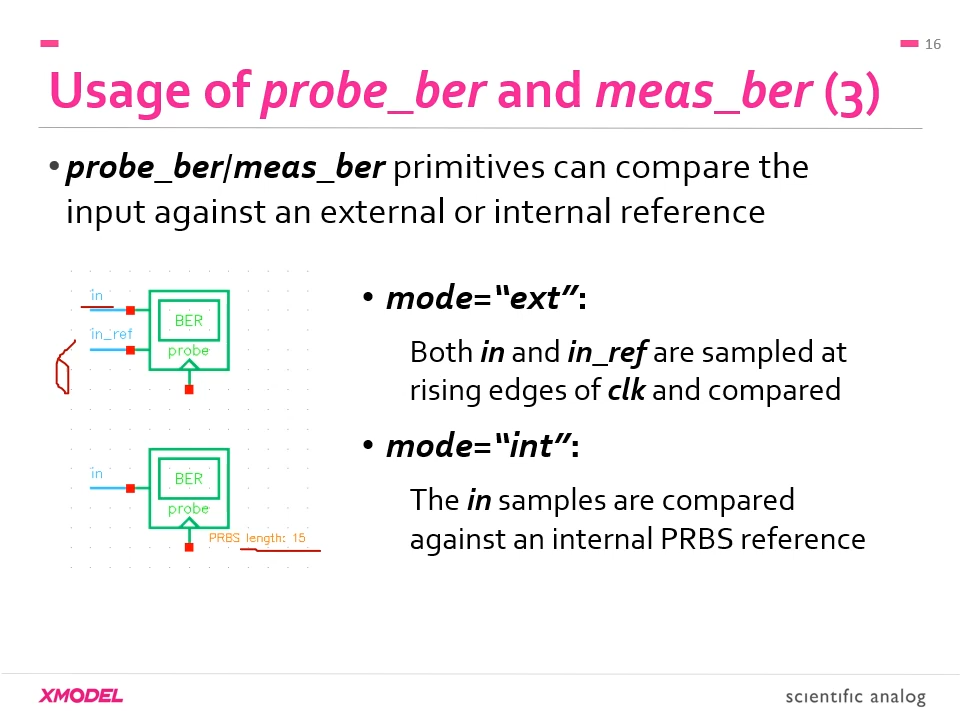 16
Usage of probe_ber and meas_ber (3)
• probe_ber/meas_ber primitives can compare the
input against an external or internal reference
in
BER
in_ref
probe
• mode=“ext”:
Both in and in_ref are sampled at
rising edges of clk and compared
• mode=“int”:
in
BER
probe
PRBS length: 15
The in samples are compared
against an internal PRBS reference
XMODEL
scientific analog